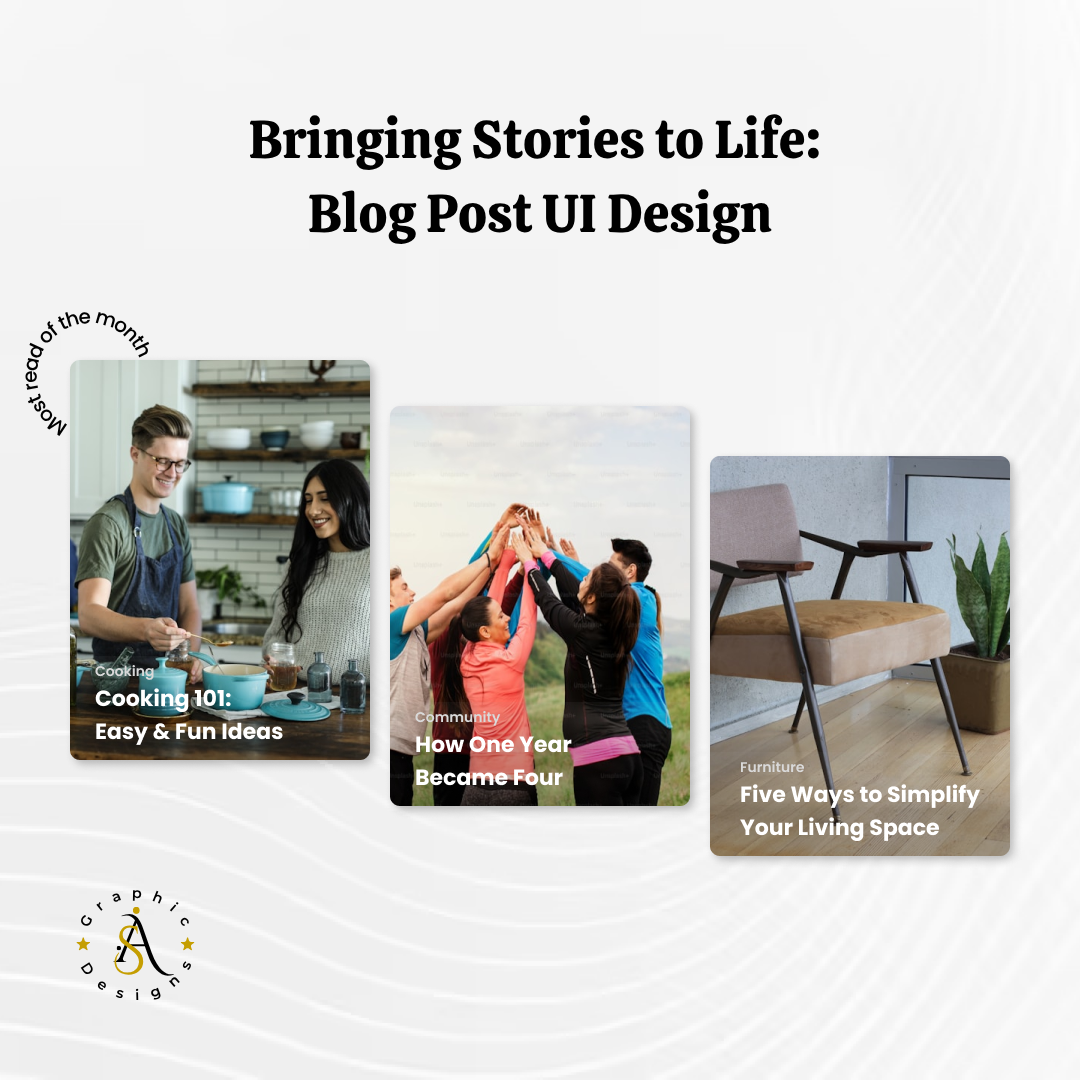 Bringing Stories to Life:
Blog Post UI Design
Most read of the month
Cooking
Cooking 101:
Easy & Fun Ideas
Community
How One Year
Became Four
Furniture
Five Ways to Simplify
Your Living Space
Graphic
SA
Designs